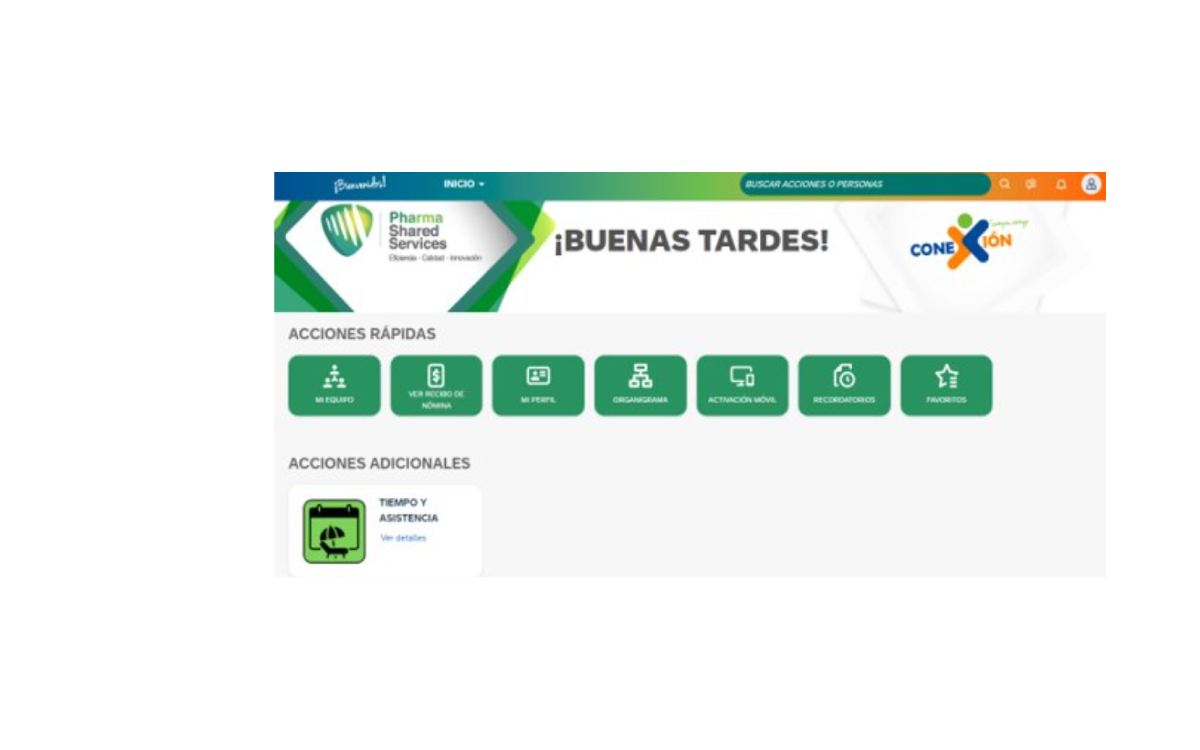 ¡Bienvenidos!
INICIO
BUSCAR ACCIONES O PERSONAS
Pharma
Shared
Services
Eficiencia - Calidad - Innovación
¡BUENAS TARDES!
CONEXIÓN
ACCIONES RÁPIDAS
MI EQUIPO
VER RECIBO DE
NÓMINA
MI PERFIL
ORGANIGRAMA
ACTIVACIÓN MÓVIL
RECORDATORIOS
FAVORITOS
ACCIONES ADICIONALES
TIEMPO Y
ASISTENCIA
Ver detalles